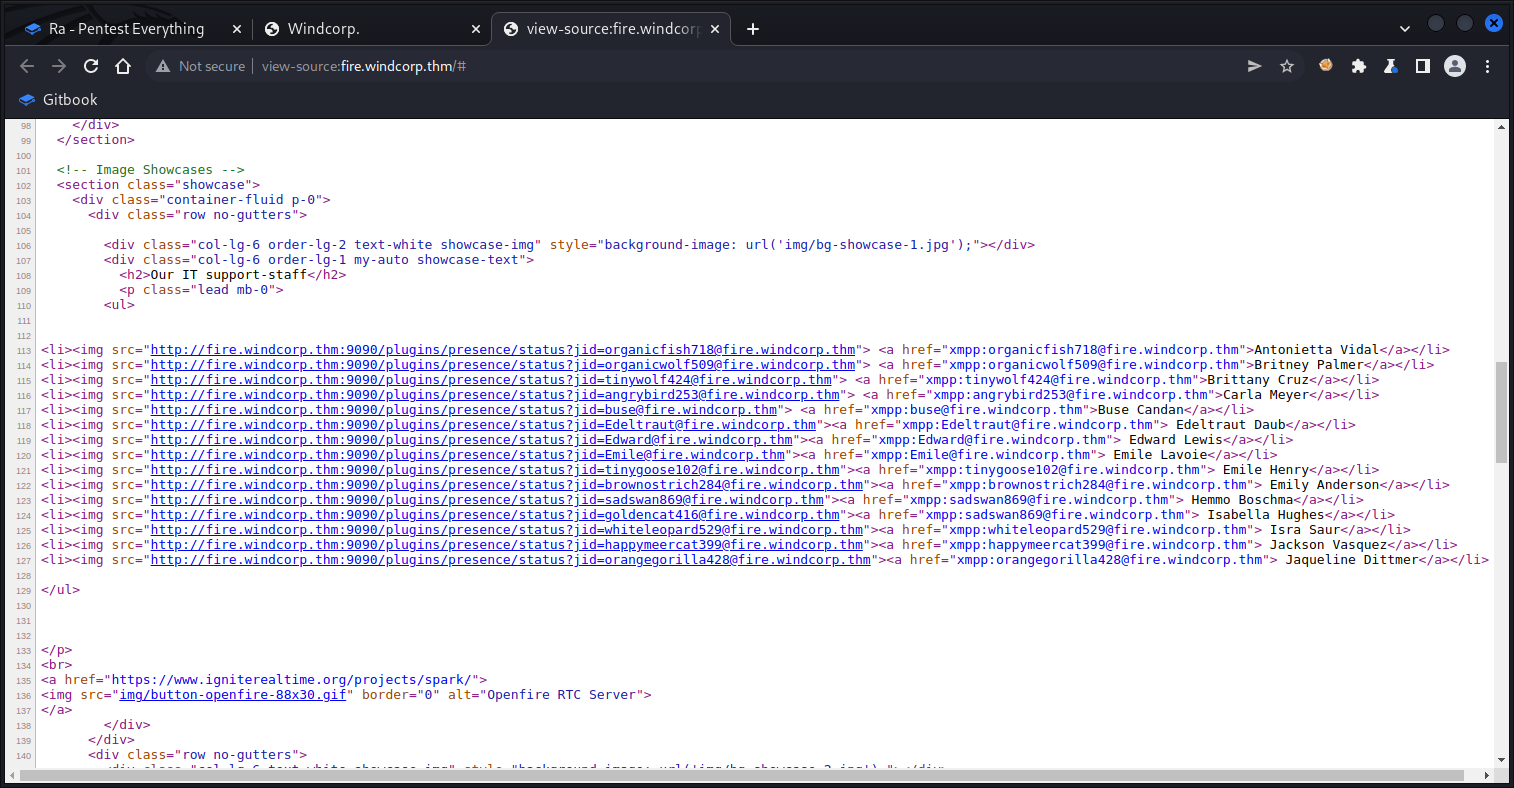 Ra - Pentest Everything
Windcorp.
view-source:fire.windcorp
Not secure
view-source:fire.windcorp.thm/#
Gitbook
98 </div>
99 </section>
100
101 <!-- Image Showcases -->
102 <section class="showcase">
103 <div class="container-fluid p-0">
104 <div class="row no-gutters">
105
106 <div class="col-lg-6 order-lg-2 text-white showcase-img" style="background-image: url('img/bg-showcase-1.jpg');"></div>
107 <div class="col-lg-6 order-lg-1 my-auto showcase-text">
108 <h2>Our IT support-staff</h2>
109 <p class="lead mb-0">
110 <ul>
111
112
113 <li><img src="http://fire.windcorp.thm:9090/plugins/presence/status?jid=organicfish718@fire.windcorp.thm"> <a href="xmpp:organicfish718@fire.windcorp.thm">Antonietta Vidal</a></li>
114 <li><img src="http://fire.windcorp.thm:9090/plugins/presence/status?jid=organicwolf509@fire.windcorp.thm"> <a href="xmpp:organicwolf509@fire.windcorp.thm">Britney Palmer</a></li>
115 <li><img src="http://fire.windcorp.thm:9090/plugins/presence/status?jid=tinywolf424@fire.windcorp.thm"> <a href="xmpp:tinywolf424@fire.windcorp.thm">Brittany Cruz</a></li>
116 <li><img src="http://fire.windcorp.thm:9090/plugins/presence/status?jid=angrybird253@fire.windcorp.thm"> <a href="xmpp:angrybird253@fire.windcorp.thm">Carla Meyer</a></li>
117 <li><img src="http://fire.windcorp.thm:9090/plugins/presence/status?jid=buse@fire.windcorp.thm"> <a href="xmpp:buse@fire.windcorp.thm">Buse Candan</a></li>
118 <li><img src="http://fire.windcorp.thm:9090/plugins/presence/status?jid=Edeltraut@fire.windcorp.thm"><a href="xmpp:Edeltraut@fire.windcorp.thm"> Edeltraut Daub</a></li>
119 <li><img src="http://fire.windcorp.thm:9090/plugins/presence/status?jid=Edward@fire.windcorp.thm"><a href="xmpp:Edward@fire.windcorp.thm"> Edward Lewis</a></li>
120 <li><img src="http://fire.windcorp.thm:9090/plugins/presence/status?jid=Emile@fire.windcorp.thm"><a href="xmpp:Emile@fire.windcorp.thm"> Emile Lavoie</a></li>
121 <li><img src="http://fire.windcorp.thm:9090/plugins/presence/status?jid=tinygoose102@fire.windcorp.thm"><a href="xmpp:tinygoose102@fire.windcorp.thm"> Emile Henry</a></li>
122 <li><img src="http://fire.windcorp.thm:9090/plugins/presence/status?jid=brownostrich284@fire.windcorp.thm"><a href="xmpp:brownostrich284@fire.windcorp.thm"> Emily Anderson</a></li>
123 <li><img src="http://fire.windcorp.thm:9090/plugins/presence/status?jid=sadswan869@fire.windcorp.thm"><a href="xmpp:sadswan869@fire.windcorp.thm"> Hemmo Boschma</a></li>
124 <li><img src="http://fire.windcorp.thm:9090/plugins/presence/status?jid=goldencat416@fire.windcorp.thm"><a href="xmpp:sadswan869@fire.windcorp.thm"> Isabella Hughes</a></li>
125 <li><img src="http://fire.windcorp.thm:9090/plugins/presence/status?jid=whiteleopard529@fire.windcorp.thm"><a href="xmpp:whiteleopard529@fire.windcorp.thm"> Isra Saur</a></li>
126 <li><img src="http://fire.windcorp.thm:9090/plugins/presence/status?jid=happymeercat399@fire.windcorp.thm"><a href="xmpp:happymeercat399@fire.windcorp.thm"> Jackson Vasquez</a></li>
127 <li><img src="http://fire.windcorp.thm:9090/plugins/presence/status?jid=orangegorilla428@fire.windcorp.thm"><a href="xmpp:orangegorilla428@fire.windcorp.thm"> Jaqueline Dittmer</a></li>
128
129 </ul>
130
131
132
133 </p>
134 <br>
135 <a href="https://www.igniterealtime.org/projects/spark/">
136 <img src="img/button-openfire-88x30.gif" border="0" alt="Openfire RTC Server">
137 </a>
138 </div>
139 </div>
140 <div class="row no-gutters">